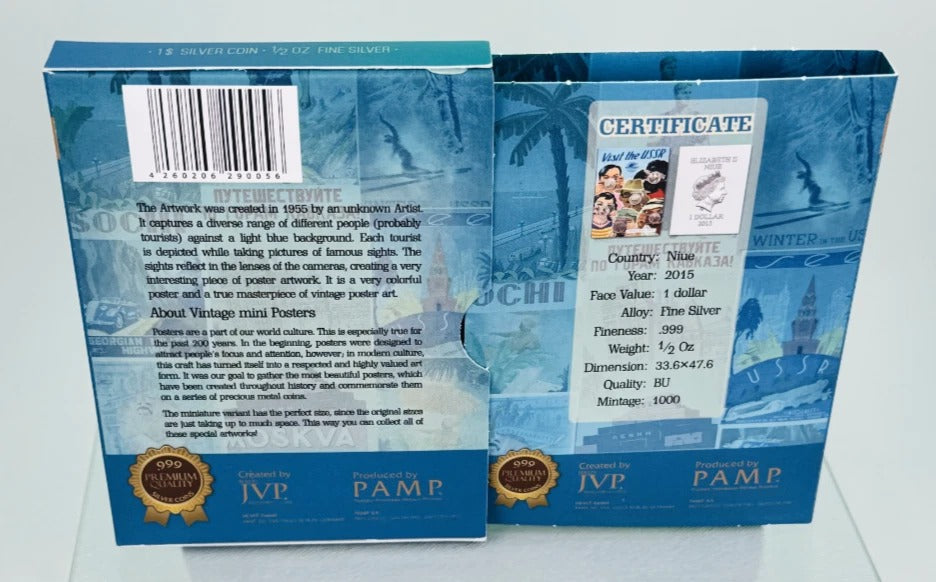 · 1$ SILVER COIN · 1/2 OZ FINE SILVER ·
4 260206 290056
ПУТЕШЕСТВУЙТЕ
The Artwork was created in 1955 by an unknown Artist.
It captures a diverse range of different people (probably
tourists) against a light blue background. Each tourist
is depicted while taking pictures of famous sights. The
sights reflect in the lenses of the cameras, creating a very
interesting piece of poster artwork. It is a very colorful
poster and a true masterpiece of vintage poster art.
About Vintage mini Posters
Posters are a part of our world culture. This is especially true for
the past 200 years. In the beginning, posters were designed to
attract people's focus and attention, however; in modern culture,
this craft has turned itself into a respected and highly valued art
form. It was our goal to gather the most beautiful posters, which
have been created throughout history and commemorate them
on a series of precious metal coins.
The miniature variant has the perfect size, since the original sizes
are just taking up to much space. This way you can collect all of
these special artworks!
GEORGIAN
HIGHW
MOSKVA
.999
PREMIUM
QUALITY
SILVER COINS
Created by
JVP
Produced by
PAMP
CERTIFICATE
Visit the USSR
ELIZABETH II
NIUE
1 DOLLAR
2015
ПУТЕШЕСТВУЙТЕ
ПО ГОРАМ КАВКАЗА!
Country: Niue
Year: 2015
Face Value: 1 dollar
Alloy: Fine Silver
Fineness: .999
Weight: 1/2 Oz
Dimension: 33.6×47.6
Quality: BU
Mintage: 1000
WINTER IN THE US
SOCHI
USSR
.999
PREMIUM
QUALITY
SILVER COINS
Created by
JVP
Produced by
PAMP